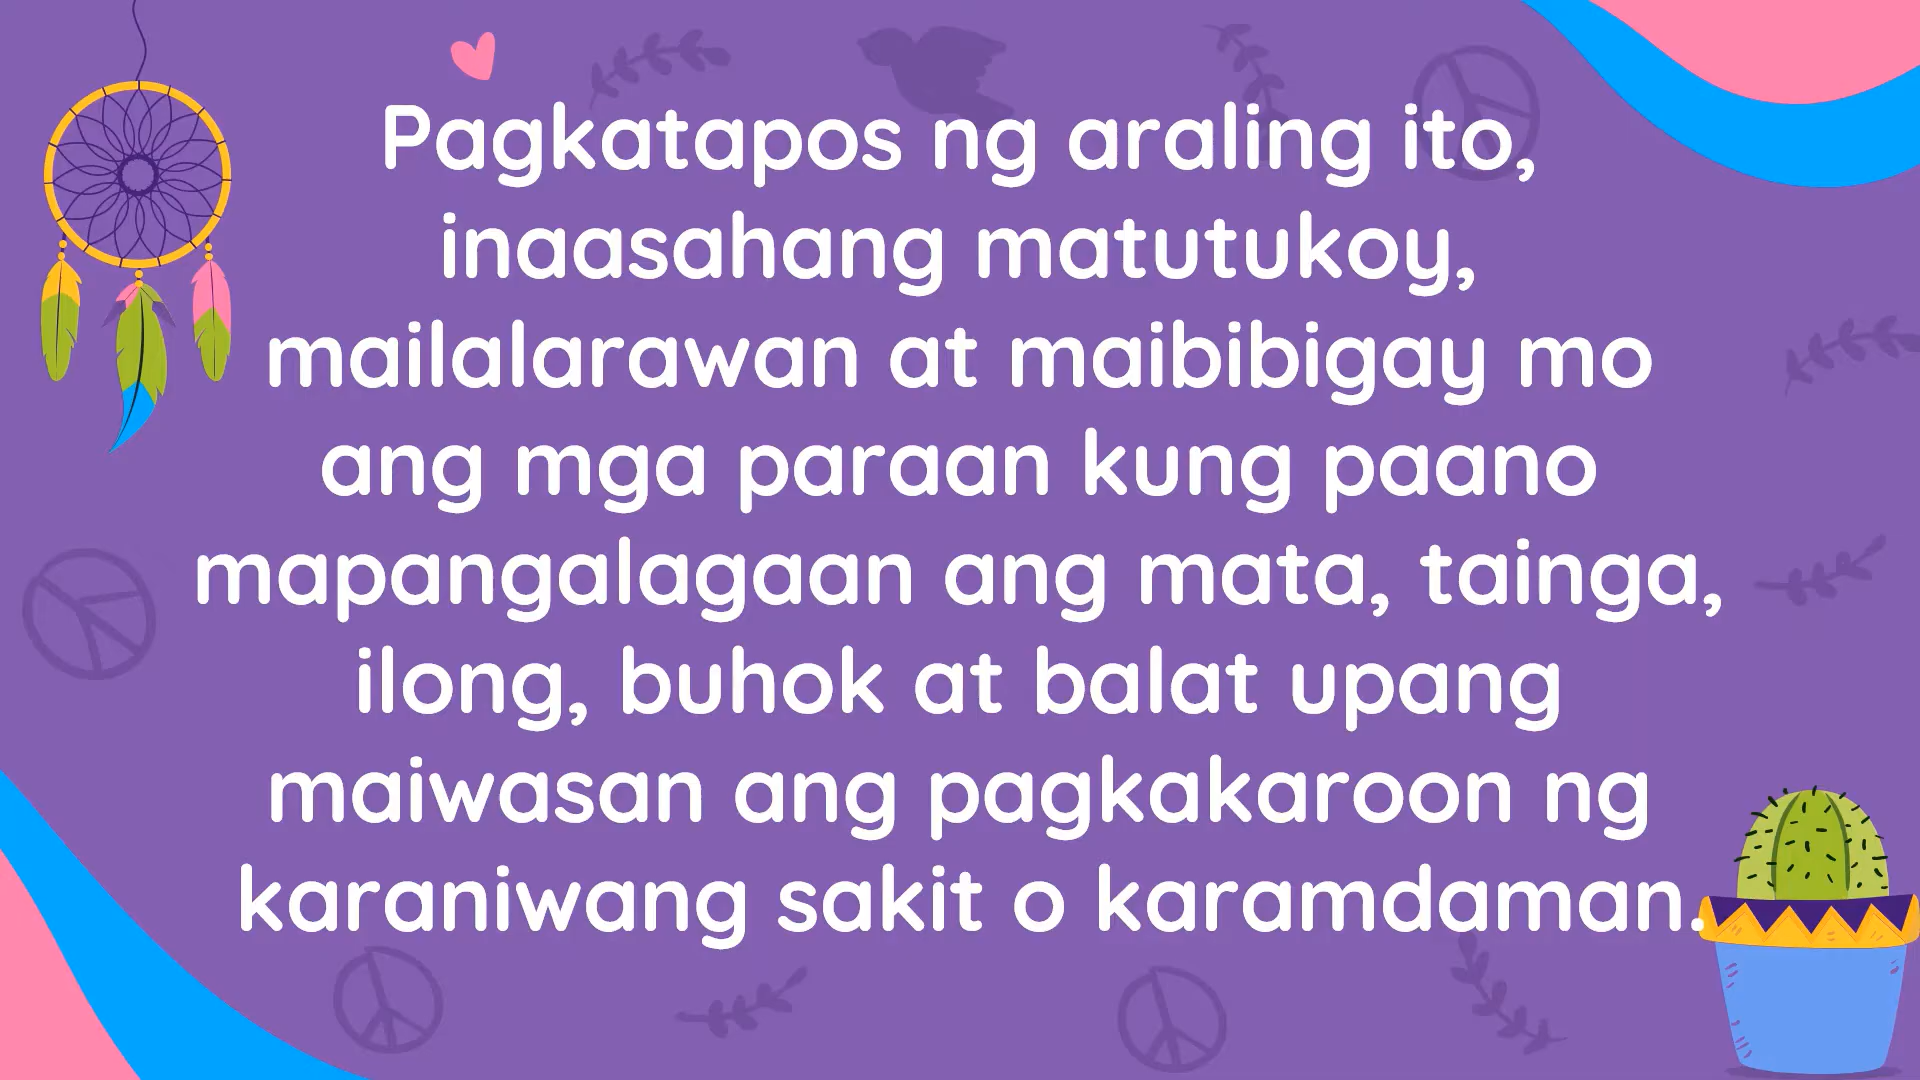 Pagkatapos ng araling ito,
inaasahang matutukoy,
mailalarawan at maibibigay mo
ang mga paraan kung paano
mapangalagaan ang mata, tainga,
ilong, buhok at balat upang
maiwasan ang pagkakaroon ng
karaniwang sakit o karamdaman.